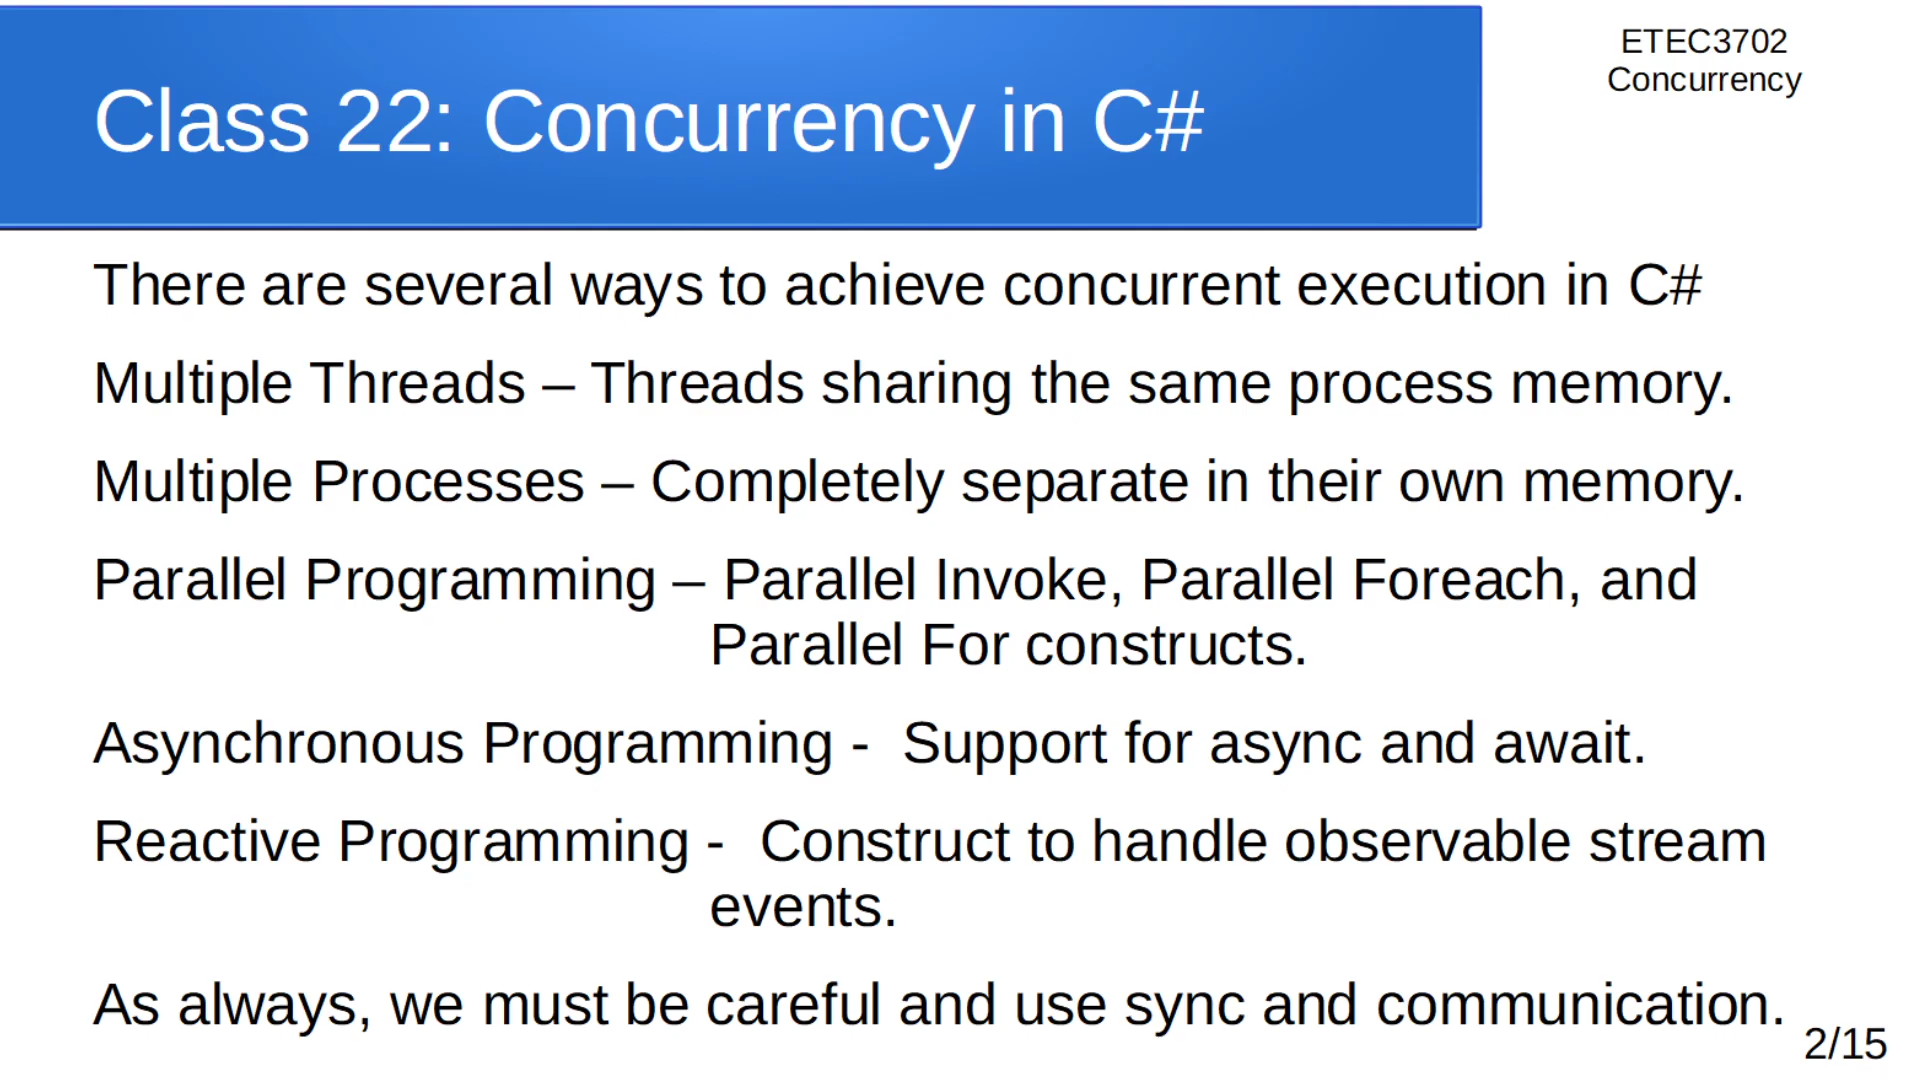 Class 22: Concurrency in C#
ETEC3702
Concurrency
There are several ways to achieve concurrent execution in C#
Multiple Threads – Threads sharing the same process memory.
Multiple Processes – Completely separate in their own memory.
Parallel Programming – Parallel Invoke, Parallel Foreach, and
Parallel For constructs.
Asynchronous Programming -  Support for async and await.
Reactive Programming -  Construct to handle observable stream
events.
As always, we must be careful and use sync and communication.
2/15